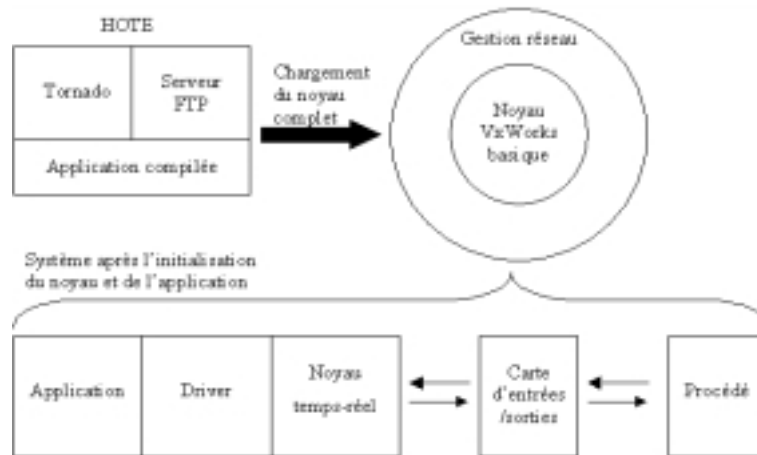 HOTE
Tornado
Serveur
FTP
Application compilée
Chargement
du noyau
complet
Gestion réseau
Noyau
VxWorks
basique
Système après l'initialisation
du noyau et de l'application
Application
Driver
Noyau
temps-réel
Carte
d'entrées
/sorties
Procédé